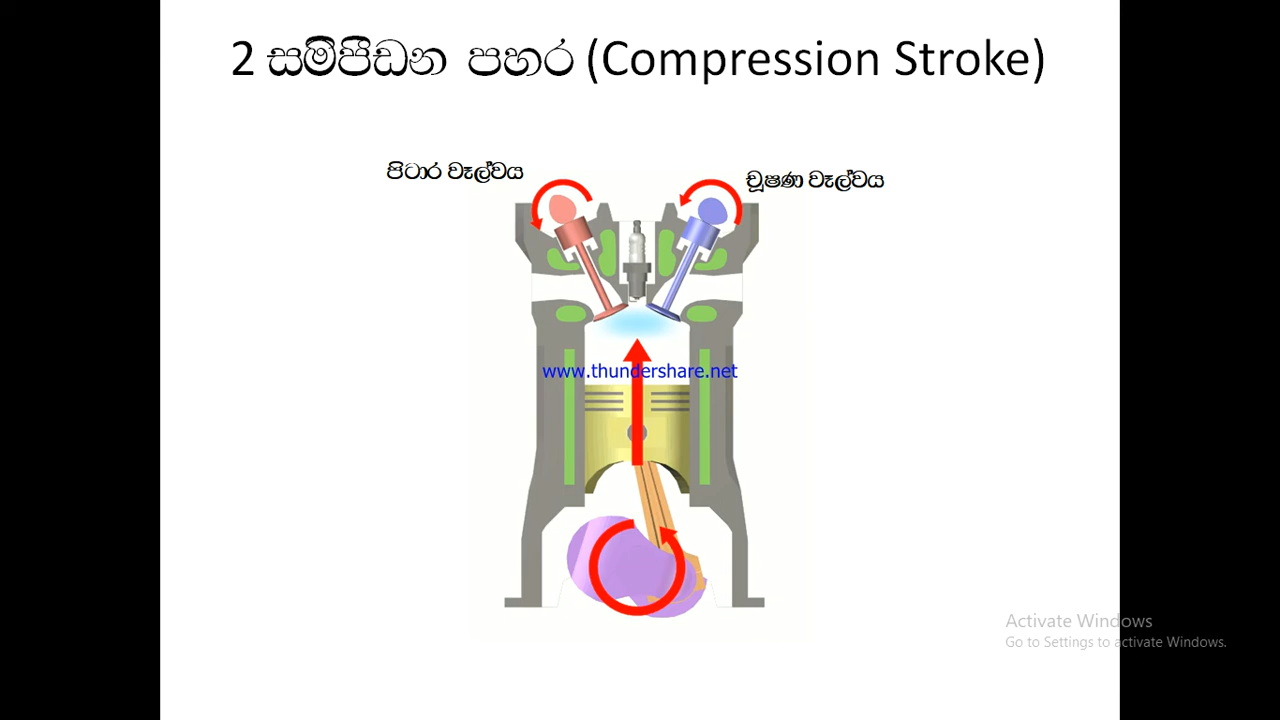 2 සම්පීඩන පහර (Compression Stroke)
පිටාර වෑල්වය
චූෂණ වෑල්වය
www.thundershare.net
Activate Windows
Go to Settings to activate Windows.